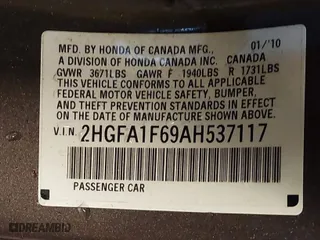 MFD. BY HONDA OF CANADA MFG., 01/'10
A DIVISION OF HONDA CANADA INC. CANADA
GVWR 3671LBS GAWR F 1940LBS R 1731LBS
THIS VEHICLE CONFORMS TO ALL APPLICABLE
FEDERAL MOTOR VEHICLE SAFETY, BUMPER,
AND THEFT PREVENTION STANDARDS IN EFFECT
ON THE DATE OF MANUFACTURE SHOWN ABOVE.
V.I.N. 2HGFA1F69AH537117
PASSENGER CAR
DREAMBID